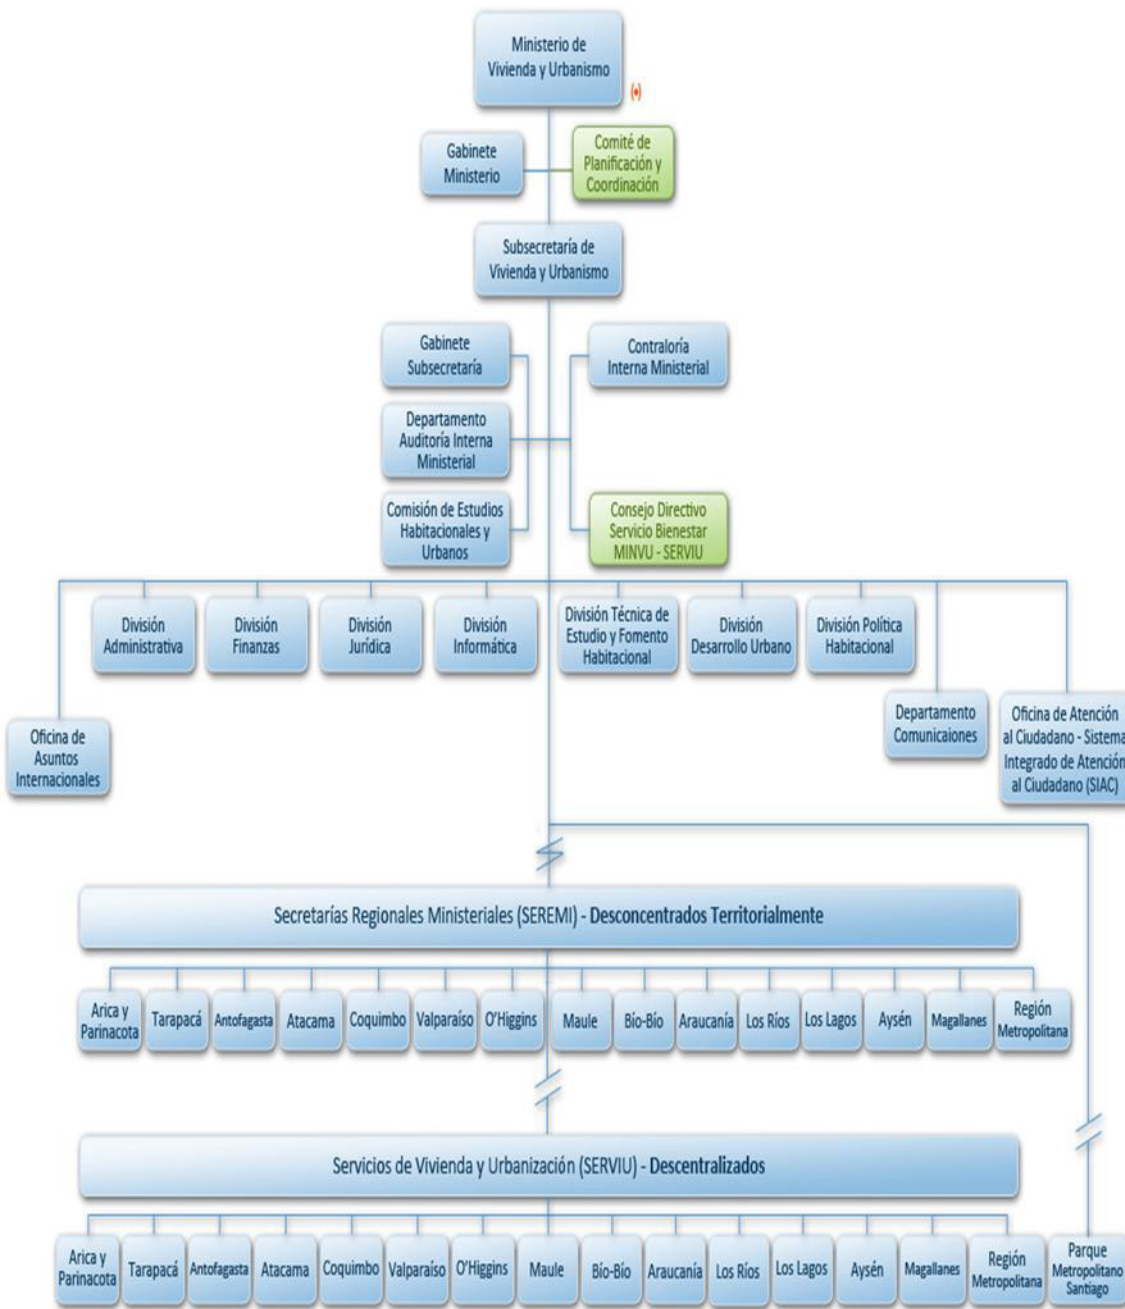 Ministerio de
Vivienda y Urbanismo
(•)
Gabinete
Ministerio
Comité de
Planificación y
Coordinación
Subsecretaría de
Vivienda y Urbanismo
Gabinete
Subsecretaría
Contraloría
Interna Ministerial
Departamento
Auditoría Interna
Ministerial
Comisión de Estudios
Habitacionales y
Urbanos
Consejo Directivo
Servicio Bienestar
MINVU - SERVIU
División
Administrativa
División
Finanzas
División
Jurídica
División
Informática
División Técnica de
Estudio y Fomento
Habitacional
División
Desarrollo Urbano
División Política
Habitacional
Oficina de
Asuntos
Internacionales
Departamento
Comunicaiones
Oficina de Atención
al Ciudadano - Sistema
Integrado de Atención
al Ciudadano (SIAC)
Secretarías Regionales Ministeriales (SEREMI) - Desconcentrados Territorialmente
Arica y
Parinacota
Tarapacá
Antofagasta
Atacama
Coquimbo
Valparaíso
O'Higgins
Maule
Bío-Bío
Araucanía
Los Ríos
Los Lagos
Aysén
Magallanes
Región
Metropolitana
Servicios de Vivienda y Urbanización (SERVIU) - Descentralizados
Arica y
Parinacota
Tarapacá
Antofagasta
Atacama
Coquimbo
Valparaíso
O'Higgins
Maule
Bío-Bío
Araucanía
Los Ríos
Los Lagos
Aysén
Magallanes
Región
Metropolitana
Parque
Metropolitano
Santiago